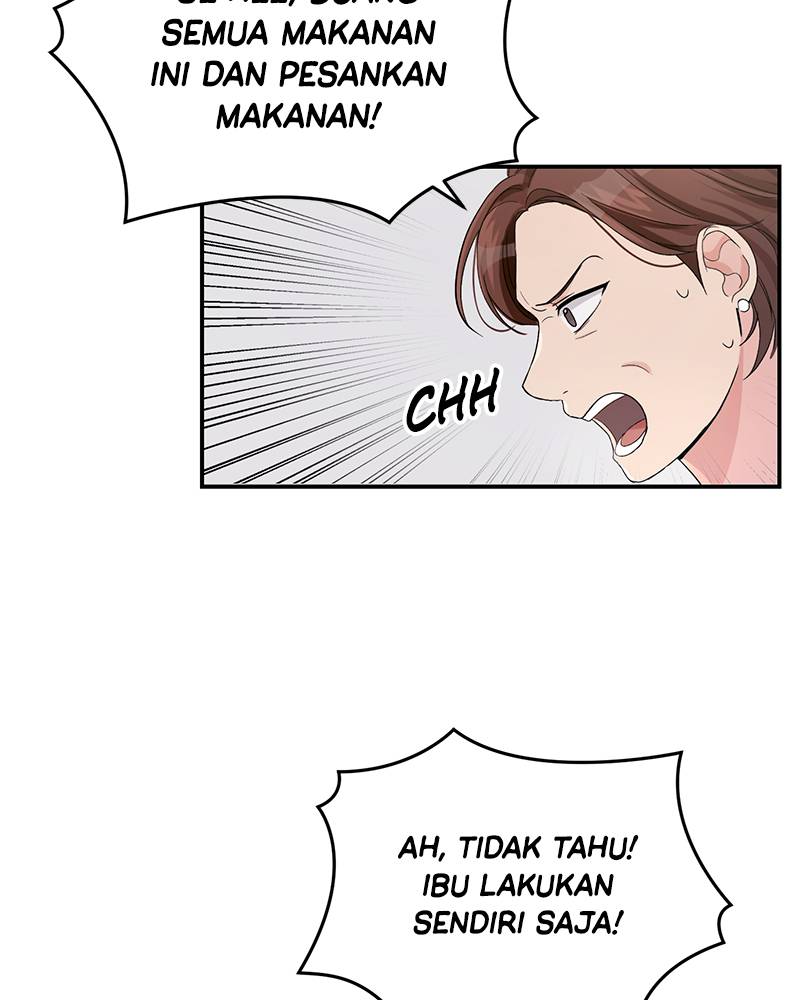 SEMUA MAKANAN
INI DAN PESANKAN
MAKANAN!
CHH
AH, TIDAK TAHU!
IBU LAKUKAN
SENDIRI SAJA!